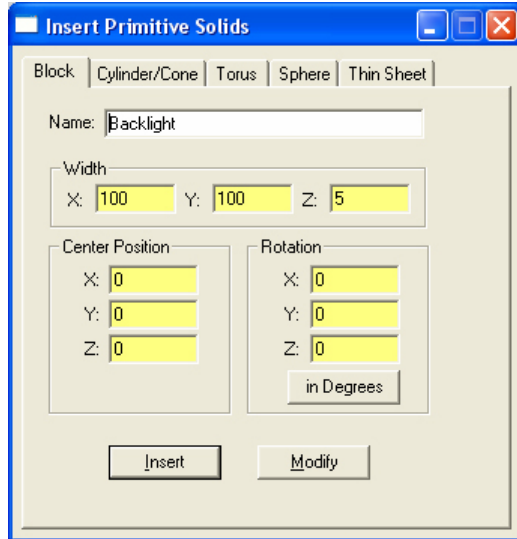 Insert Primitive Solids
Block Cylinder/Cone Torus Sphere Thin Sheet
Name: Backlight
Width
X: 100 Y: 100 Z: 5
Center Position
X: 0
Y: 0
Z: 0
Rotation
X: 0
Y: 0
Z: 0
in Degrees
Insert Modify